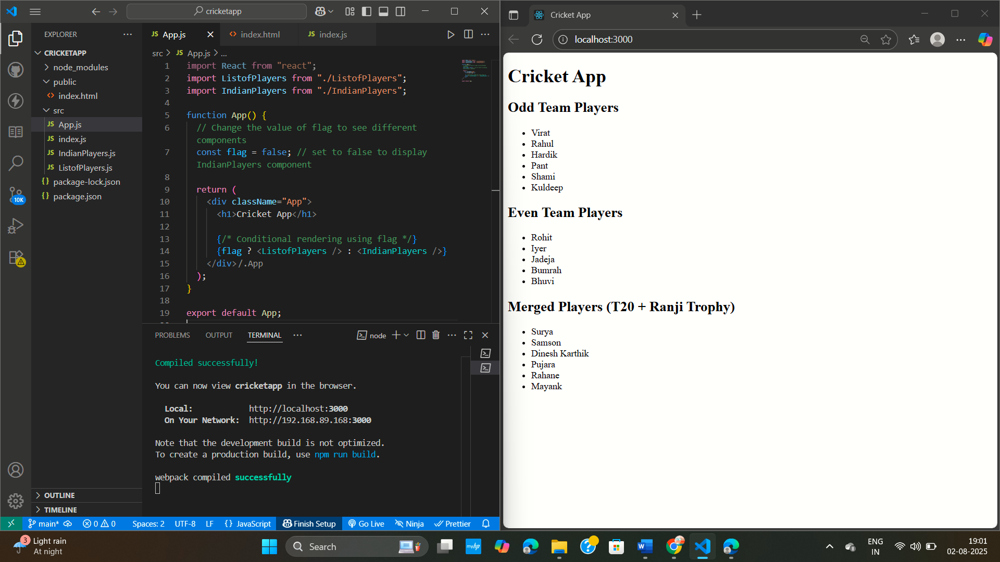 cricketapp
EXPLORER
CRICKETAPP
node_modules
public
index.html
src
App.js
index.js
IndianPlayers.js
ListofPlayers.js
package-lock.json
package.json
10K
OUTLINE
TIMELINE
JS App.js
index.html
JS index.js
src > JS App.js > ...
1 import React from "react";
2 import ListofPlayers from "./ListofPlayers";
3 import IndianPlayers from "./IndianPlayers";
4
5 function App() {
6 // Change the value of flag to see different
components
7 const flag = false; // set to false to display
IndianPlayers component
8
9 return (
10 <div className="App">
11 <h1>Cricket App</h1>
12
13 {/* Conditional rendering using flag */}
14 {flag ? <ListofPlayers /> : <IndianPlayers />}
15 </div>/.App
16 );
17 }
18
19 export default App;
PROBLEMS OUTPUT TERMINAL
node
Compiled successfully!
You can now view cricketapp in the browser.
Local: http://localhost:3000
On Your Network: http://192.168.89.168:3000
Note that the development build is not optimized.
To create a production build, use npm run build.
webpack compiled successfully
main* 0 0 Spaces: 2 UTF-8 LF {} JavaScript Finish Setup Go Live Ninja Prettier
Cricket App
localhost:3000
Cricket App
Odd Team Players
Virat
Rahul
Hardik
Pant
Shami
Kuldeep
Even Team Players
Rohit
Iyer
Jadeja
Bumrah
Bhuvi
Merged Players (T20 + Ranji Trophy)
Surya
Samson
Dinesh Karthik
Pujara
Rahane
Mayank
3
Light rain
At night
Search
myhp
W
ENG
IN
19:01
02-08-2025